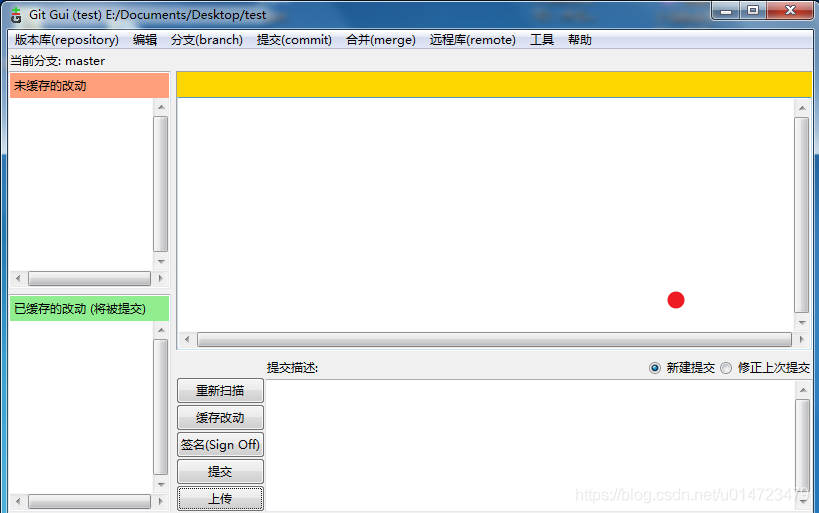 Git Gui (test) E:/Documents/Desktop/test
版本库(repository) 编辑 分支(branch) 提交(commit) 合并(merge) 远程库(remote) 工具 帮助
当前分支: master
未缓存的改动
已缓存的改动 (将被提交)
提交描述: 新建提交 修正上次提交
重新扫描
缓存改动
签名(Sign Off)
提交
上传
https://blog.csdn.net/u014723479